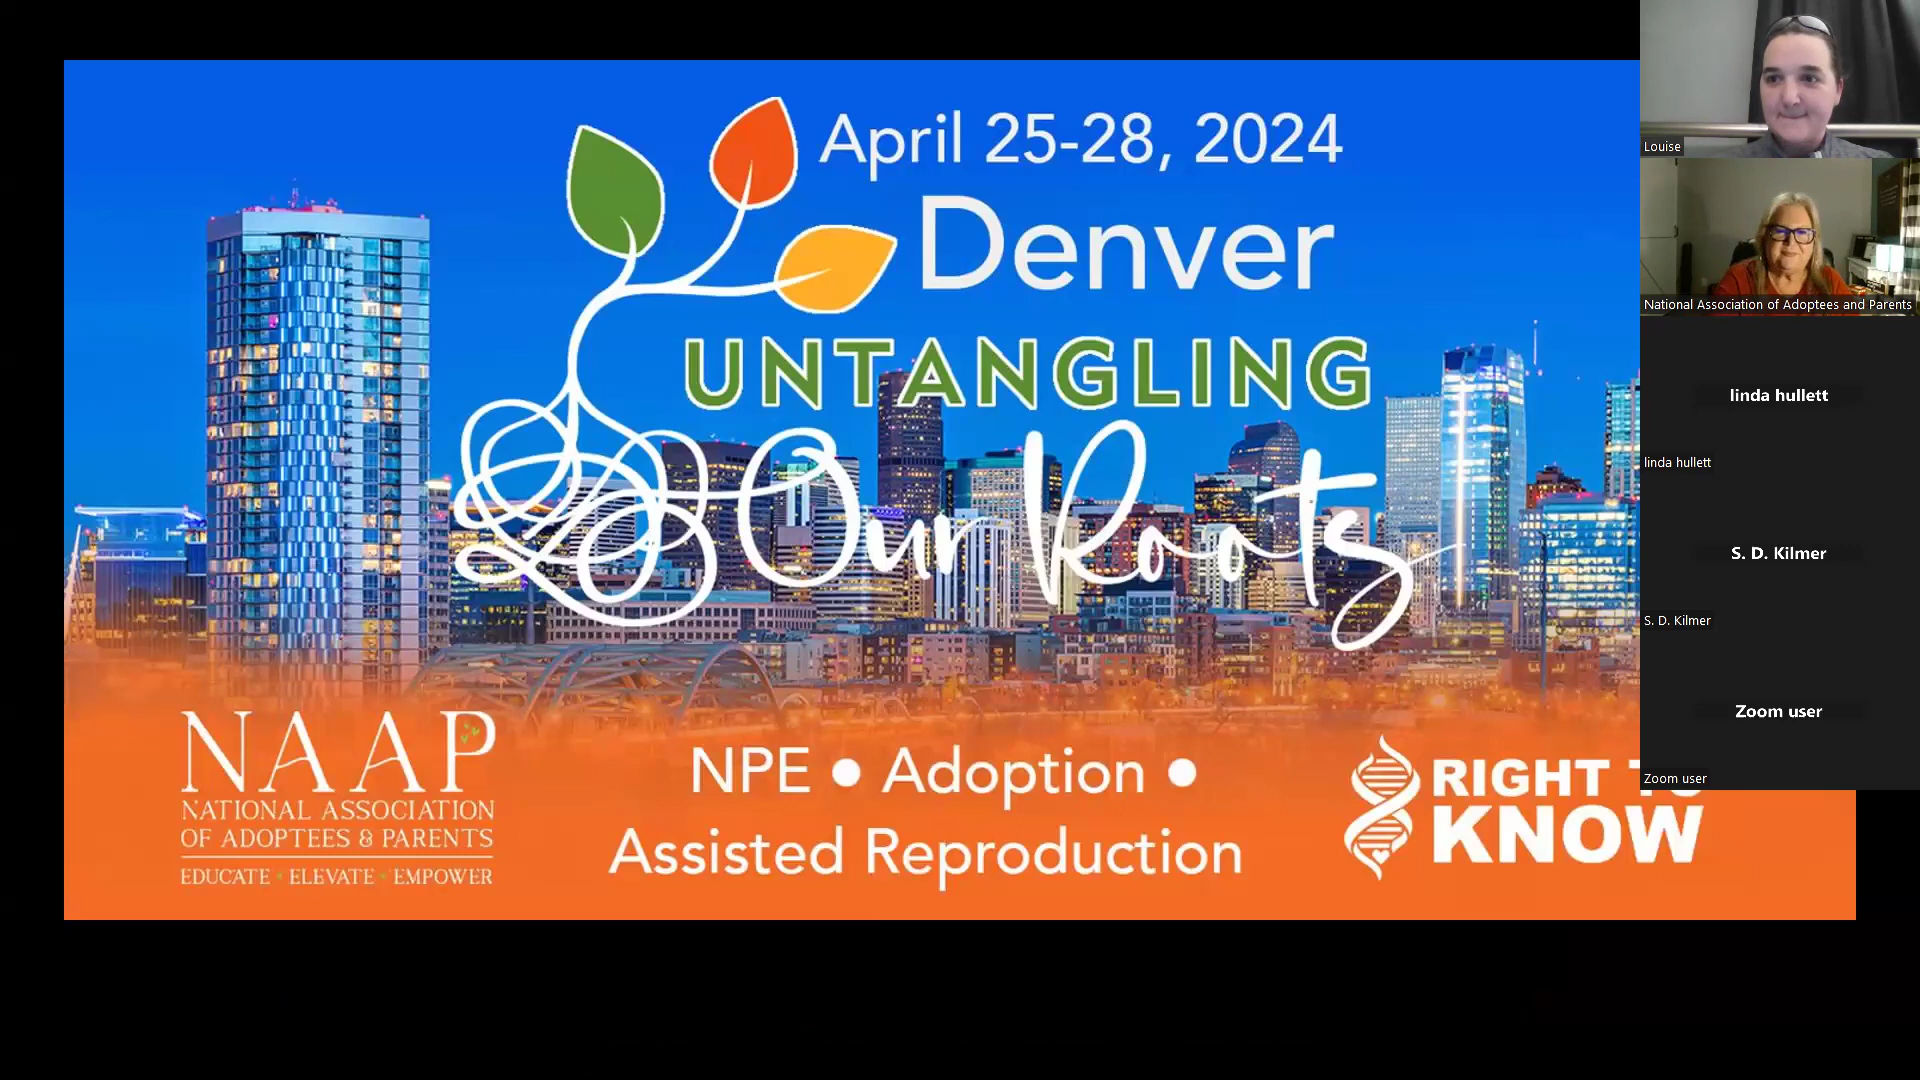 April 25-28, 2024
Denver
UNTANGLING
Our Roots
NAAP
NATIONAL ASSOCIATION
OF ADOPTEES & PARENTS
EDUCATE • ELEVATE • EMPOWER
NPE • Adoption •
Assisted Reproduction
RIGHT TO
KNOW
Louise
National Association of Adoptees and Parents
linda hullett
linda hullett
S. D. Kilmer
S. D. Kilmer
Zoom user
Zoom user